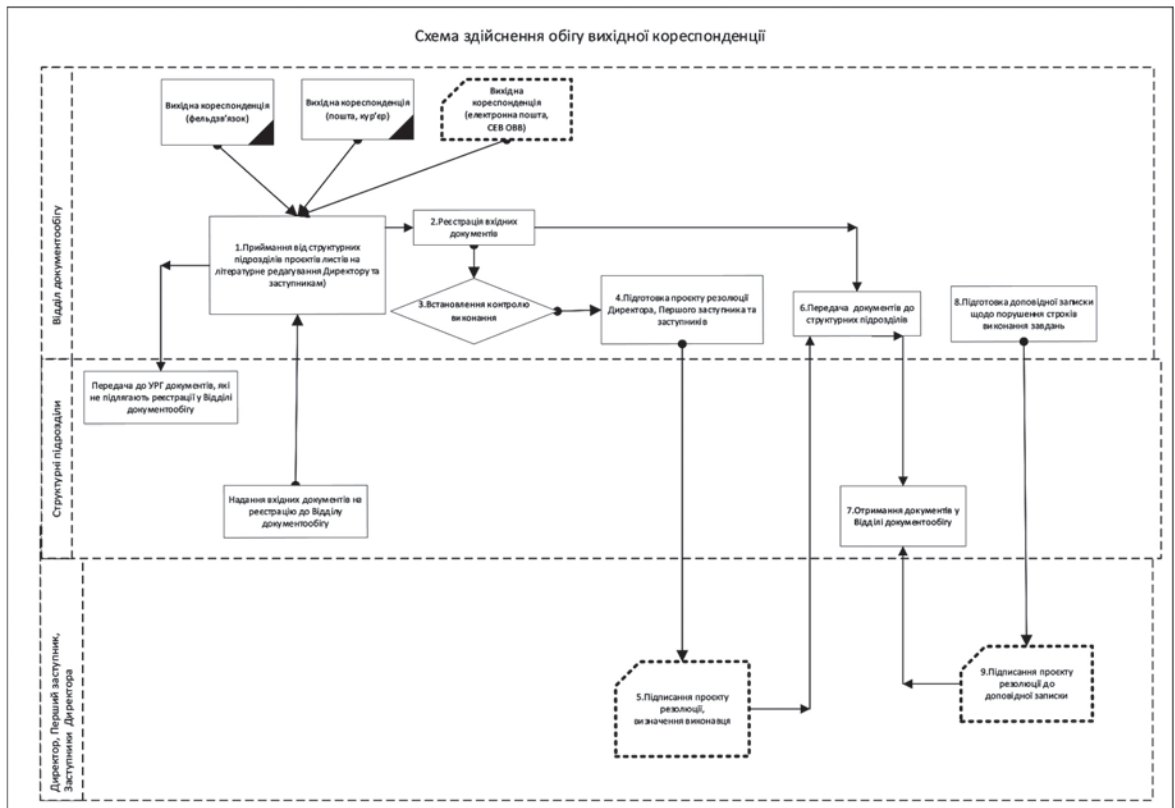 Схема здійснення обігу вихідної кореспонденції
Відділ документообігу
Вихідна кореспонденція
(фельдзв'язок)
Вихідна кореспонденція
(пошта, кур'єр)
Вихідна
кореспонденція
(електронна пошта,
СЕВ ОВВ)
1.Приймання від структурних
підрозділів проєктів листів на
літературне редагування Директору та
заступникам)
2.Реєстрація вхідних
документів
3.Встановлення контролю
виконання
4.Підготовка проєкту резолюції
Директора, Першого заступника та
заступників
6.Передача документів до
структурних підрозділів
8.Підготовка доповідної записки
щодо порушення строків
виконання завдань
Структурні підрозділи
Передача до УРГ документів, які
не підлягають реєстрації у Відділі
документообігу
Надання вхідних документів на
реєстрацію до Відділу
документообігу
7.Отримання документів у
Відділі документообігу
Директор, Перший заступник,
Заступники Директора
5.Підписання проєкту
резолюції,
визначення виконавця
9.Підписання проєкту
резолюції до
доповідної записки